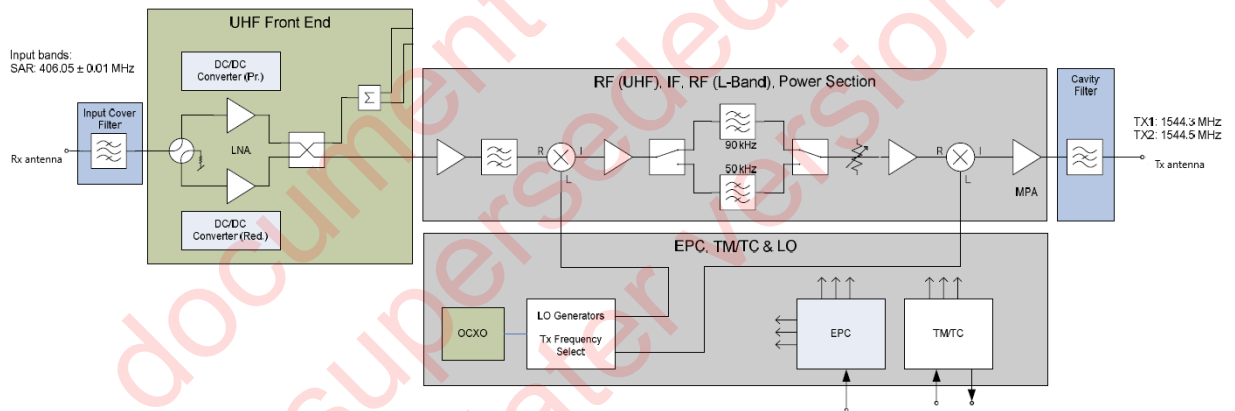 UHF Front End
Input bands:
SAR: 406.05 ± 0.01 MHz
DC/DC
Converter (Pr.)
Σ
RF (UHF), IF, RF (L-Band), Power Section
Cavity
Filter
Input Cover
Filter
TX1: 1544.3 MHz
TX2: 1544.5 MHz
Rx antenna
LNA
R I
L
90 kHz
50 kHz
R I
L
MPA
Tx antenna
DC/DC
Converter (Red.)
EPC, TM/TC & LO
OCXO
LO Generators
Tx Frequency
Select
EPC
TM/TC
document
superseded
later version